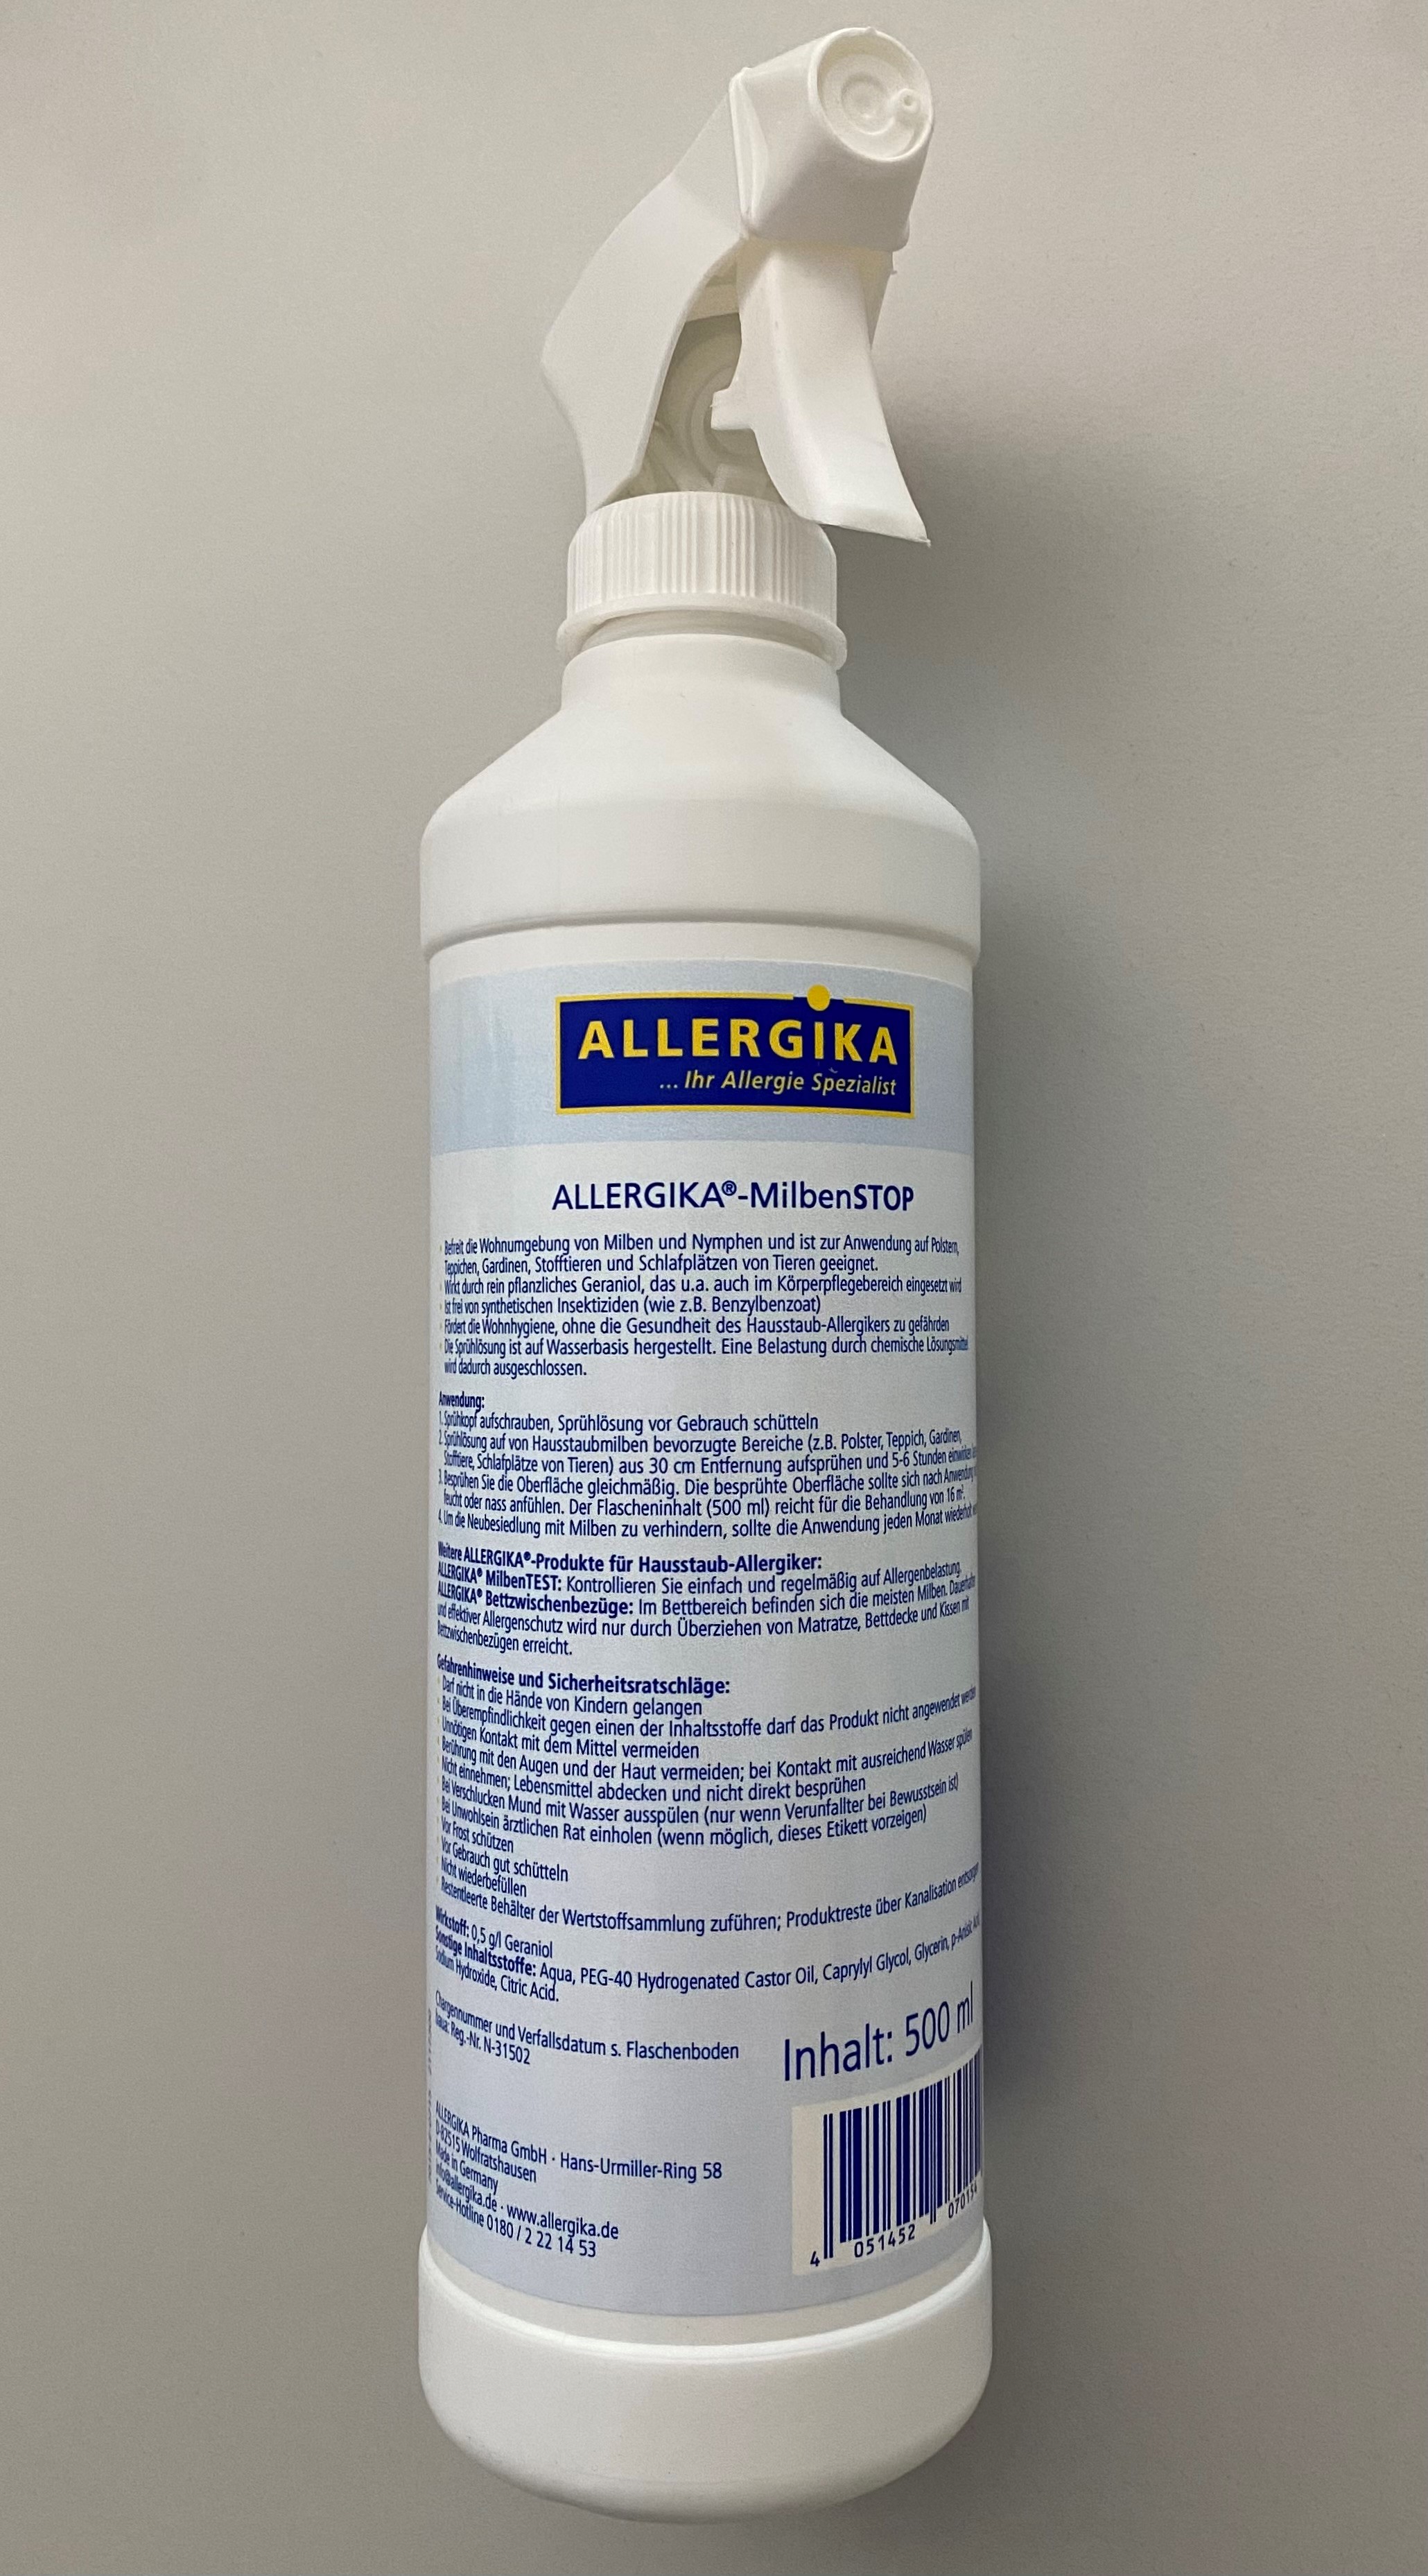 ALLERGIKA
... Ihr Allergie Spezialist
ALLERGIKA®-MilbenSTOP
· Befreit die Wohnumgebung von Milben und Nymphen und ist zur Anwendung auf Polstern,
Teppichen, Gardinen, Stofftieren und Schlafplätzen von Tieren geeignet.
· Wirkt durch rein pflanzliches Geraniol, das u.a. auch im Körperpflegebereich eingesetzt wird
· Ist frei von synthetischen Insektiziden (wie z.B. Benzylbenzoat)
· Fördert die Wohnhygiene, ohne die Gesundheit des Hausstaub-Allergikers zu gefährden
· Die Sprühlösung ist auf Wasserbasis hergestellt. Eine Belastung durch chemische Lösungsmittel
wird dadurch ausgeschlossen.
Anwendung:
1. Sprühkopf aufschrauben, Sprühlösung vor Gebrauch schütteln
2. Sprühlösung auf von Hausstaubmilben bevorzugte Bereiche (z.B. Polster, Teppich, Gardinen,
Stofftiere, Schlafplätze von Tieren) aus 30 cm Entfernung aufsprühen und 5-6 Stunden einwirken
3. Besprühen Sie die Oberfläche gleichmäßig. Die besprühte Oberfläche sollte sich nach Anwendung
feucht oder nass anfühlen. Der Flascheninhalt (500 ml) reicht für die Behandlung von 16 m².
4. Um die Neubesiedlung mit Milben zu verhindern, sollte die Anwendung jeden Monat wiederholt
Weitere ALLERGIKA®-Produkte für Hausstaub-Allergiker:
ALLERGIKA® MilbenTEST: Kontrollieren Sie einfach und regelmäßig auf Allergenbelastung.
ALLERGIKA® Bettzwischenbezüge: Im Bettbereich befinden sich die meisten Milben. Dauerhafter
und effektiver Allergenschutz wird nur durch Überziehen von Matratze, Bettdecke und Kissen mit
Bettzwischenbezügen erreicht.
Gefahrenhinweise und Sicherheitsratschläge:
· Darf nicht in die Hände von Kindern gelangen
· Bei Überempfindlichkeit gegen einen der Inhaltsstoffe darf das Produkt nicht angewendet werden
· Unnötigen Kontakt mit dem Mittel vermeiden
· Berührung mit den Augen und der Haut vermeiden; bei Kontakt mit ausreichend Wasser spülen
· Nicht einnehmen; Lebensmittel abdecken und nicht direkt besprühen
· Bei Verschlucken Mund mit Wasser ausspülen (nur wenn Verunfallter bei Bewusstsein ist)
· Bei Unwohlsein ärztlichen Rat einholen (wenn möglich, dieses Etikett vorzeigen)
· Vor Frost schützen
· Vor Gebrauch gut schütteln
· Nicht wiederbefüllen
· Restentleerte Behälter der Wertstoffsammlung zuführen; Produktreste über Kanalisation entsorgen
Wirkstoff: 0,5 g/l Geraniol
Sonstige Inhaltsstoffe: Aqua, PEG-40 Hydrogenated Castor Oil, Caprylyl Glycol, Glycerin, p-Anisic Acid,
Sodium Hydroxide, Citric Acid.
Chargennummer und Verfallsdatum s. Flaschenboden
baua: Reg.-Nr. N-31502
Inhalt: 500 ml
ALLERGIKA Pharma GmbH · Hans-Urmiller-Ring 58
D-82515 Wolfratshausen
Made in Germany
info@allergika.de · www.allergika.de
Service-Hotline 0180 / 2 22 14 53
4 051452 070154